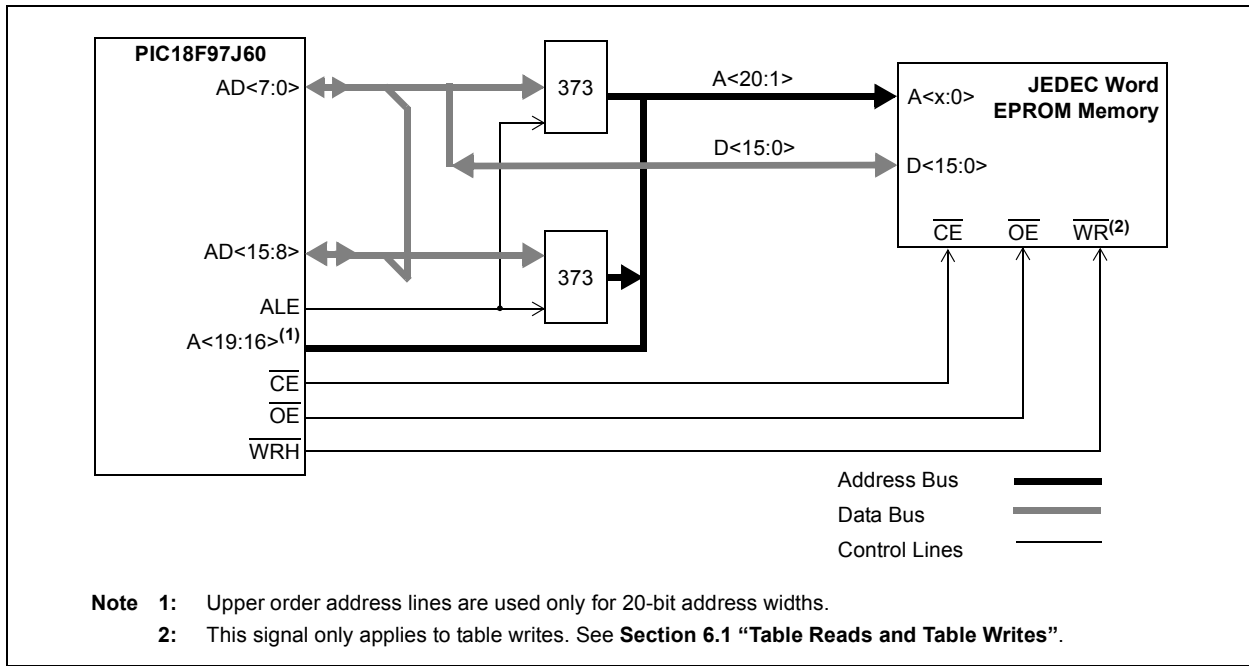 PIC18F97J60
AD<7:0>
373
A<20:1>
A<x:0>
JEDEC Word
EPROM Memory
D<15:0>
D<15:0>
CE
OE
WR(2)
AD<15:8>
373
ALE
A<19:16>(1)
CE
OE
WRH
Address Bus
Data Bus
Control Lines
Note 1: Upper order address lines are used only for 20-bit address widths.
2: This signal only applies to table writes. See Section 6.1 “Table Reads and Table Writes”.